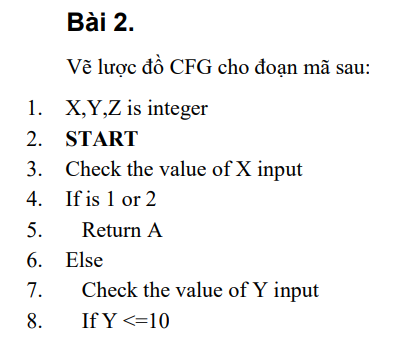 Bài 2.
Vẽ lược đồ CFG cho đoạn mã sau:
1. X,Y,Z is integer
2. START
3. Check the value of X input
4. If is 1 or 2
5. Return A
6. Else
7. Check the value of Y input
8. If Y <=10